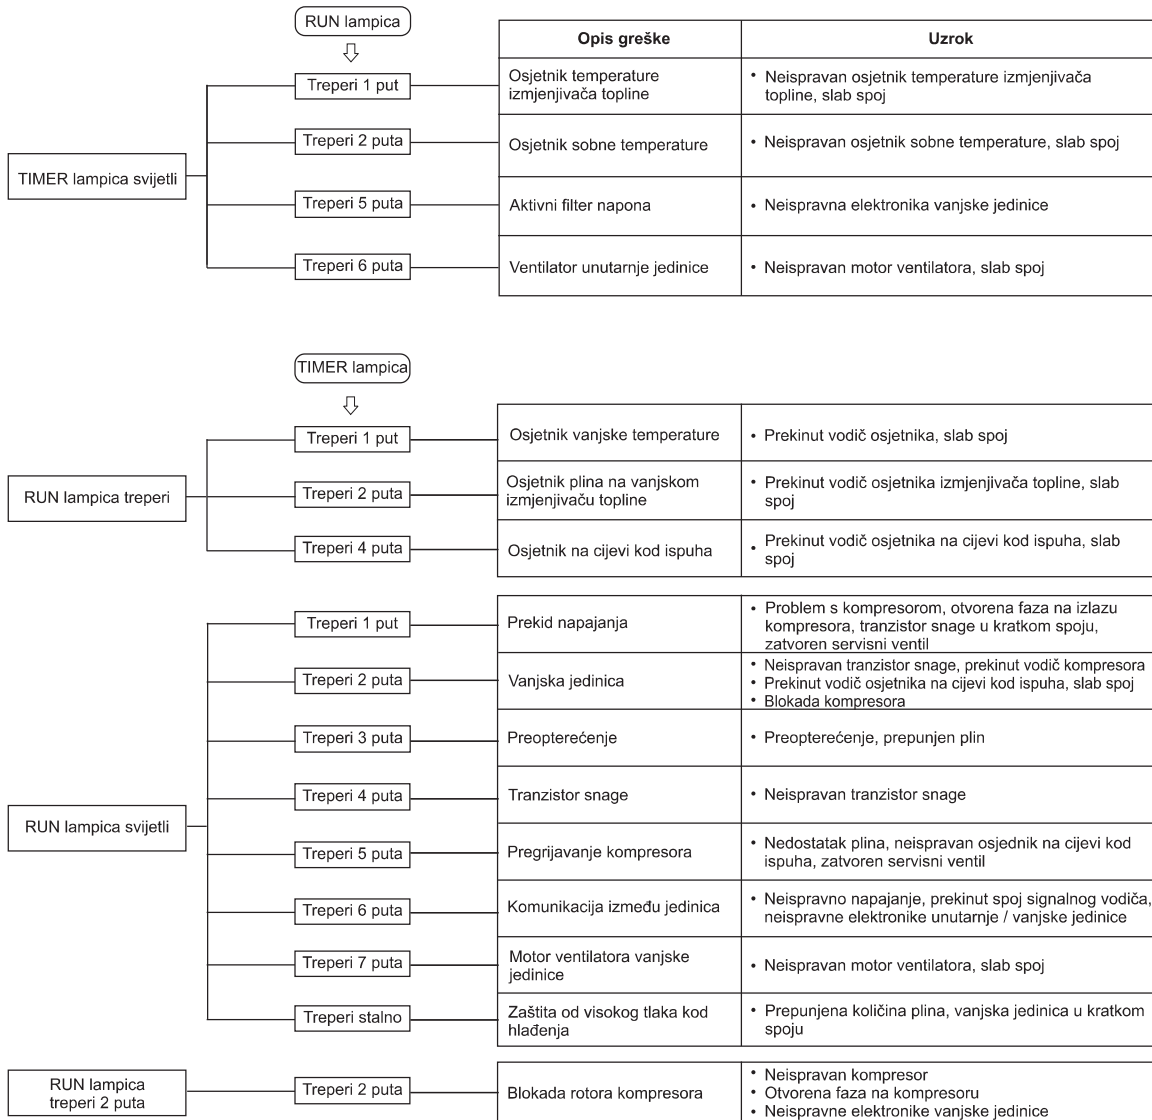 RUN lampica
Opis greške
Uzrok
TIMER lampica svijetli
Treperi 1 put
Osjetnik temperature
izmjenjivača topline
• Neispravan osjetnik temperature izmjenjivača
topline, slab spoj
Treperi 2 puta
Osjetnik sobne temperature
• Neispravan osjetnik sobne temperature, slab spoj
Treperi 5 puta
Aktivni filter napona
• Neispravna elektronika vanjske jedinice
Treperi 6 puta
Ventilator unutarnje jedinice
• Neispravan motor ventilatora, slab spoj
TIMER lampica
RUN lampica treperi
Treperi 1 put
Osjetnik vanjske temperature
• Prekinut vodič osjetnika, slab spoj
Treperi 2 puta
Osjetnik plina na vanjskom
izmjenjivaču topline
• Prekinut vodič osjetnika izmjenjivača topline, slab
spoj
Treperi 4 puta
Osjetnik na cijevi kod ispuha
• Prekinut vodič osjetnika na cijevi kod ispuha, slab
spoj
RUN lampica svijetli
Treperi 1 put
Prekid napajanja
• Problem s kompresorom, otvorena faza na izlazu
kompresora, tranzistor snage u kratkom spoju,
zatvoren servisni ventil
Treperi 2 puta
Vanjska jedinica
• Neispravan tranzistor snage, prekinut vodič kompresora
• Prekinut vodič osjetnika na cijevi kod ispuha, slab spoj
• Blokada kompresora
Treperi 3 puta
Preopterećenje
• Preopterećenje, prepunjen plin
Treperi 4 puta
Tranzistor snage
• Neispravan tranzistor snage
Treperi 5 puta
Pregrijavanje kompresora
• Nedostatak plina, neispravan osjednik na cijevi kod
ispuha, zatvoren servisni ventil
Treperi 6 puta
Komunikacija između jedinica
• Neispravno napajanje, prekinut spoj signalnog vodiča,
neispravne elektronike unutarnje / vanjske jedinice
Treperi 7 puta
Motor ventilatora vanjske
jedinice
• Neispravan motor ventilatora, slab spoj
Treperi stalno
Zaštita od visokog tlaka kod
hlađenja
• Prepunjena količina plina, vanjska jedinica u kratkom
spoju
RUN lampica
treperi 2 puta
Treperi 2 puta
Blokada rotora kompresora
• Neispravan kompresor
• Otvorena faza na kompresoru
• Neispravne elektronike vanjske jedinice